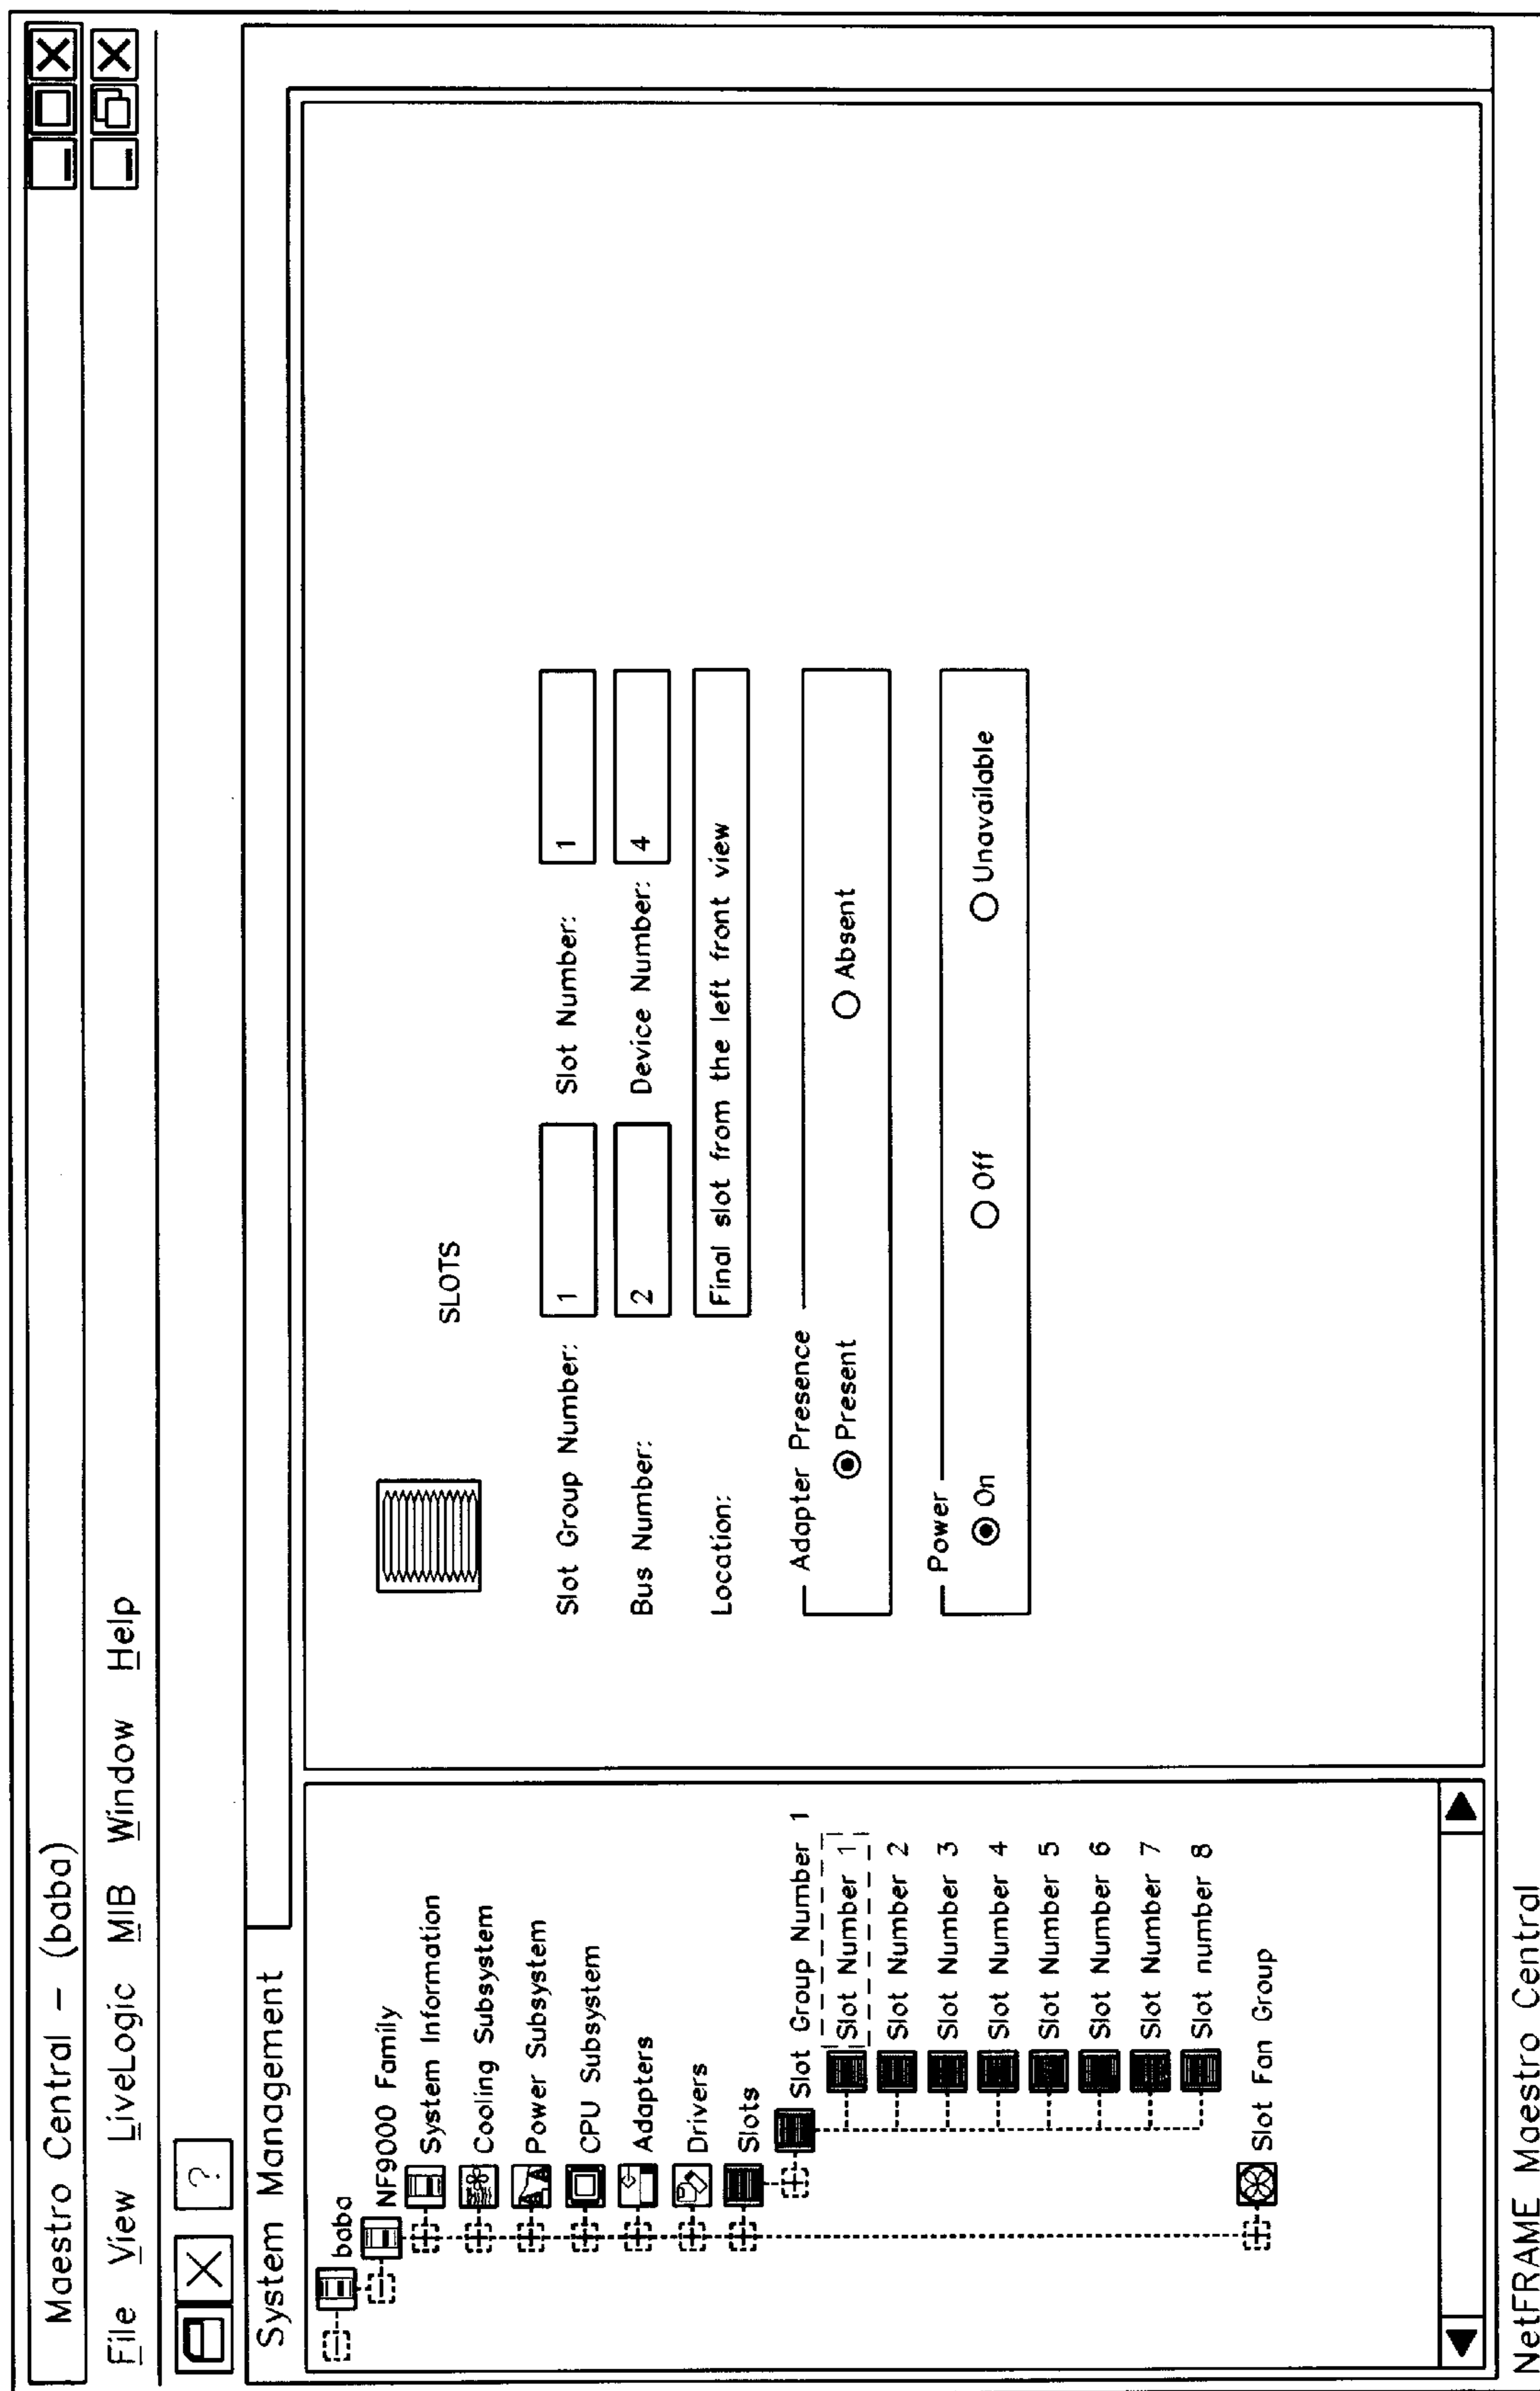 Maestro Central – (baba)
File View LiveLogic MIB Window Help
?
System Management
baba
NF9000 Family
System Information
Cooling Subsystem
Power Subsystem
CPU Subsystem
Adapters
Drivers
Slots
Slot Group Number 1
Slot Number 1
Slot Number 2
Slot Number 3
Slot Number 4
Slot Number 5
Slot Number 6
Slot Number 7
Slot number 8
Slot Fan Group
SLOTS
Slot Group Number: 1 Slot Number: 1
Bus Number: 2 Device Number: 4
Location: Final slot from the left front view
Adapter Presence
Present Absent
Power
On Off Unavailable
NetFRAME Maestro Central